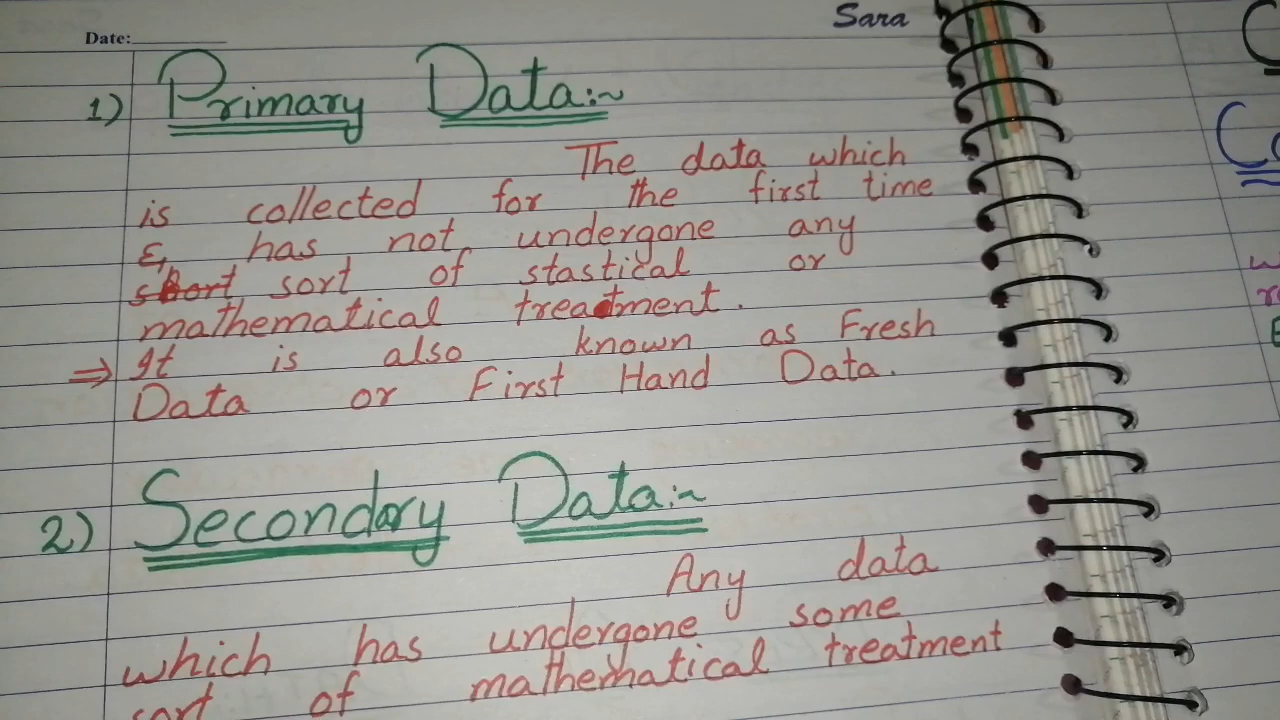 Sara
Date:
1) Primary Data:~
The data which
is collected for the first time
& has not undergone any
short sort of stastical or
mathematical treatment.
⇒ It is also known as Fresh
Data or First Hand Data.
2) Secondary Data:~
Any data
which has undergone some
sort of mathematical treatment